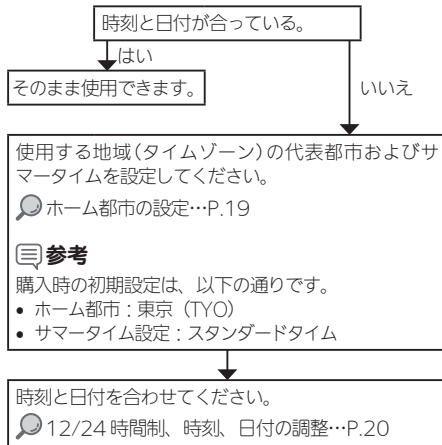 時刻と日付が合っている。
はい
そのまま使用できます。
いいえ
使用する地域（タイムゾーン）の代表都市およびサ
マータイムを設定してください。
ホーム都市の設定…P.19
参考
購入時の初期設定は、以下の通りです。
• ホーム都市：東京（TYO）
• サマータイム設定：スタンダードタイム
時刻と日付を合わせてください。
12/24 時間制、時刻、日付の調整…P.20